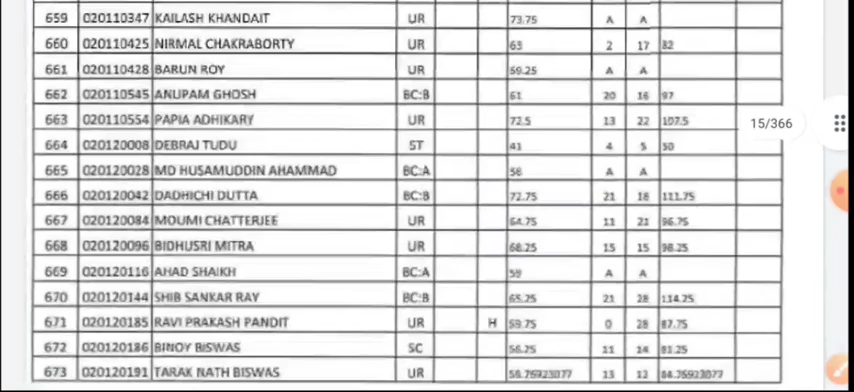 659 020110347 KAILASH KHANDAIT UR 73.75 A A
660 020110425 NIRMAL CHAKRABORTY UR 63 2 17 82
661 020110428 BARUN ROY UR 59.25 A A
662 020110545 ANUPAM GHOSH BC:B 61 20 16 97
663 020110554 PAPIA ADHIKARY UR 72.5 13 22 107.5
15/366
664 020120008 DEBRAJ TUDU ST 41 4 5 50
665 020120028 MD HUSAMUDDIN AHAMMAD BC:A 56 A A
666 020120042 DADHICHI DUTTA BC:B 72.75 21 18 111.75
667 020120084 MOUMI CHATTERJEE UR 64.75 11 21 96.75
668 020120096 BIDHUSRI MITRA UR 68.25 15 15 98.25
669 020120116 AHAD SHAIKH BC:A 59 A A
670 020120144 SHIB SANKAR RAY BC:B 65.25 21 28 114.25
671 020120185 RAVI PRAKASH PANDIT UR H 59.75 0 28 87.75
672 020120186 BINOY BISWAS SC 56.25 11 14 81.25
673 020120191 TARAK NATH BISWAS UR 58.76923077 13 13 84.76923077